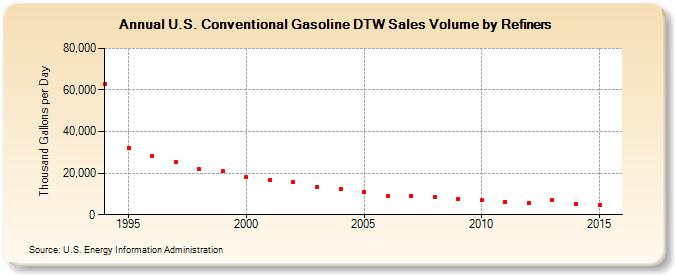 Annual U.S. Conventional Gasoline DTW Sales Volume by Refiners
Thousand Gallons per Day
80,000
60,000
40,000
20,000
0
1995 2000 2005 2010 2015
Source: U.S. Energy Information Administration